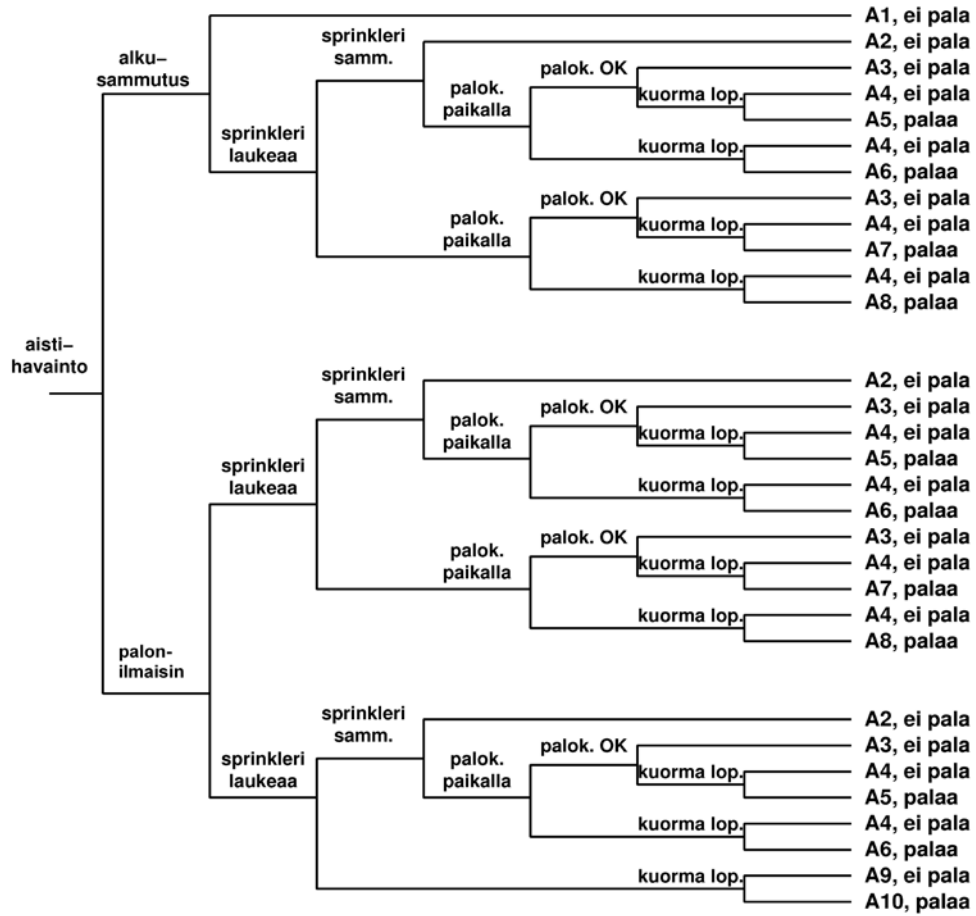 A1, ei pala
sprinkleri
samm.
A2, ei pala
alku–
sammutus
palok. OK
A3, ei pala
palok.
paikalla
kuorma lop.
A4, ei pala
A5, palaa
sprinkleri
laukeaa
kuorma lop.
A4, ei pala
A6, palaa
palok. OK
A3, ei pala
palok.
paikalla
kuorma lop.
A4, ei pala
A7, palaa
kuorma lop.
A4, ei pala
A8, palaa
aisti–
havainto
sprinkleri
samm.
A2, ei pala
palok. OK
A3, ei pala
palok.
paikalla
kuorma lop.
A4, ei pala
A5, palaa
sprinkleri
laukeaa
kuorma lop.
A4, ei pala
A6, palaa
palok. OK
A3, ei pala
palok.
paikalla
kuorma lop.
A4, ei pala
A7, palaa
kuorma lop.
A4, ei pala
A8, palaa
palon-
ilmaisin
sprinkleri
samm.
A2, ei pala
palok. OK
A3, ei pala
palok.
paikalla
kuorma lop.
A4, ei pala
A5, palaa
sprinkleri
laukeaa
kuorma lop.
A4, ei pala
A6, palaa
kuorma lop.
A9, ei pala
A10, palaa